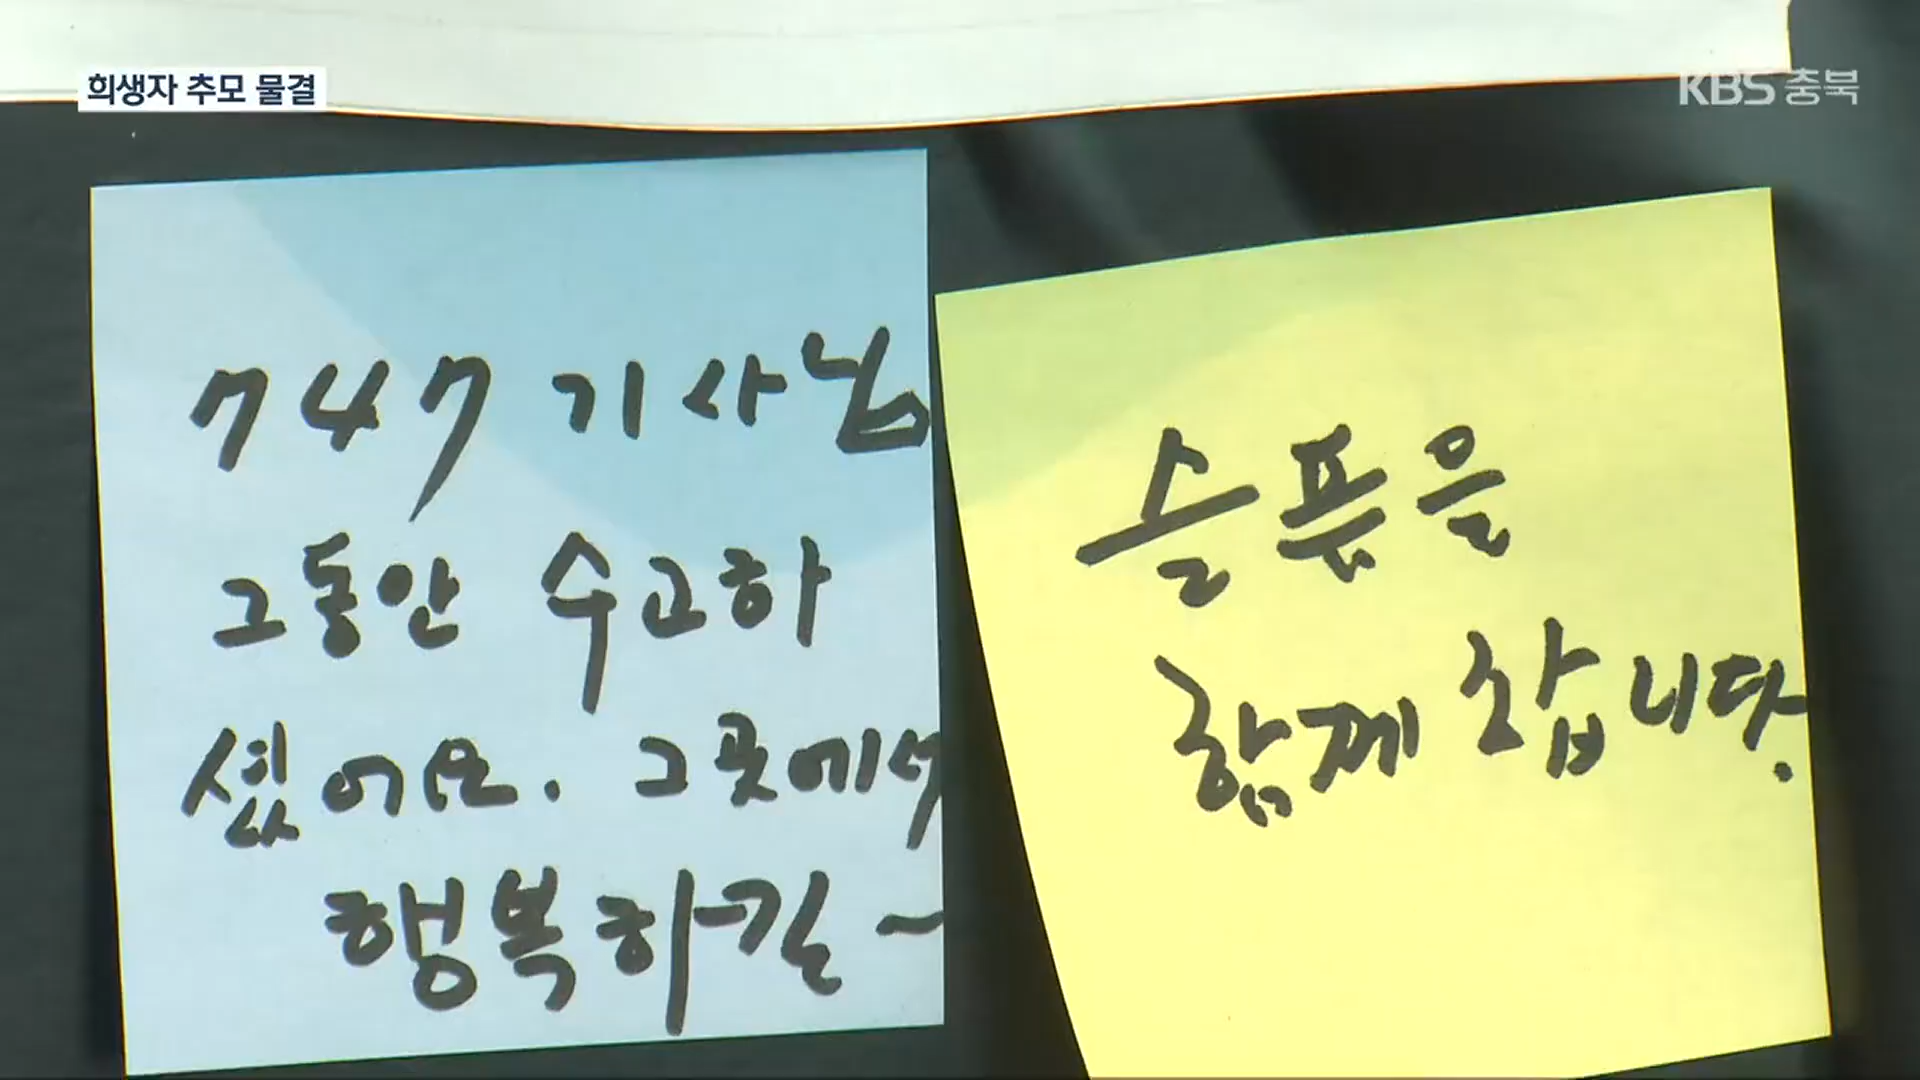 희생자 추모 물결
KBS 충북
747 기사님
그동안 수고하
셨어요. 그곳에서
행복하길~
슬픔을
함께 합니다.